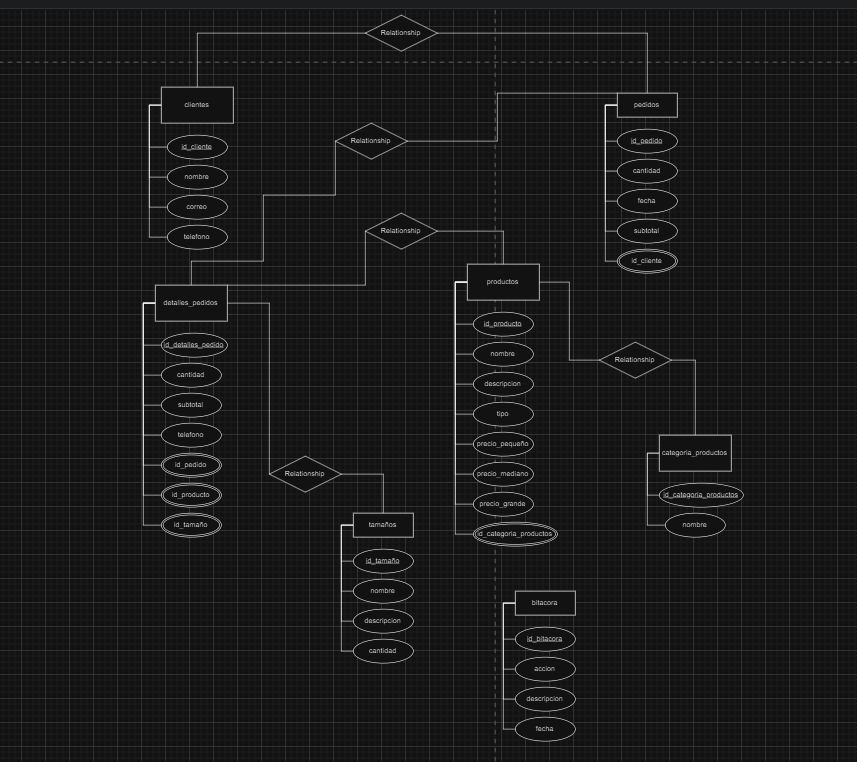 Relationship
clientes
id_cliente
nombre
correo
telefono
pedidos
id_pedido
cantidad
fecha
subtotal
id_cliente
Relationship
Relationship
detalles_pedidos
id_detalles_pedido
cantidad
subtotal
telefono
id_pedido
id_producto
id_tamaño
productos
id_producto
nombre
descripcion
tipo
precio_pequeño
precio_mediano
precio_grande
id_categoria_productos
Relationship
categoria_productos
id_categoria_productos
nombre
Relationship
tamaños
id_tamaño
nombre
descripcion
cantidad
bitacora
id_bitacora
accion
descripcion
fecha